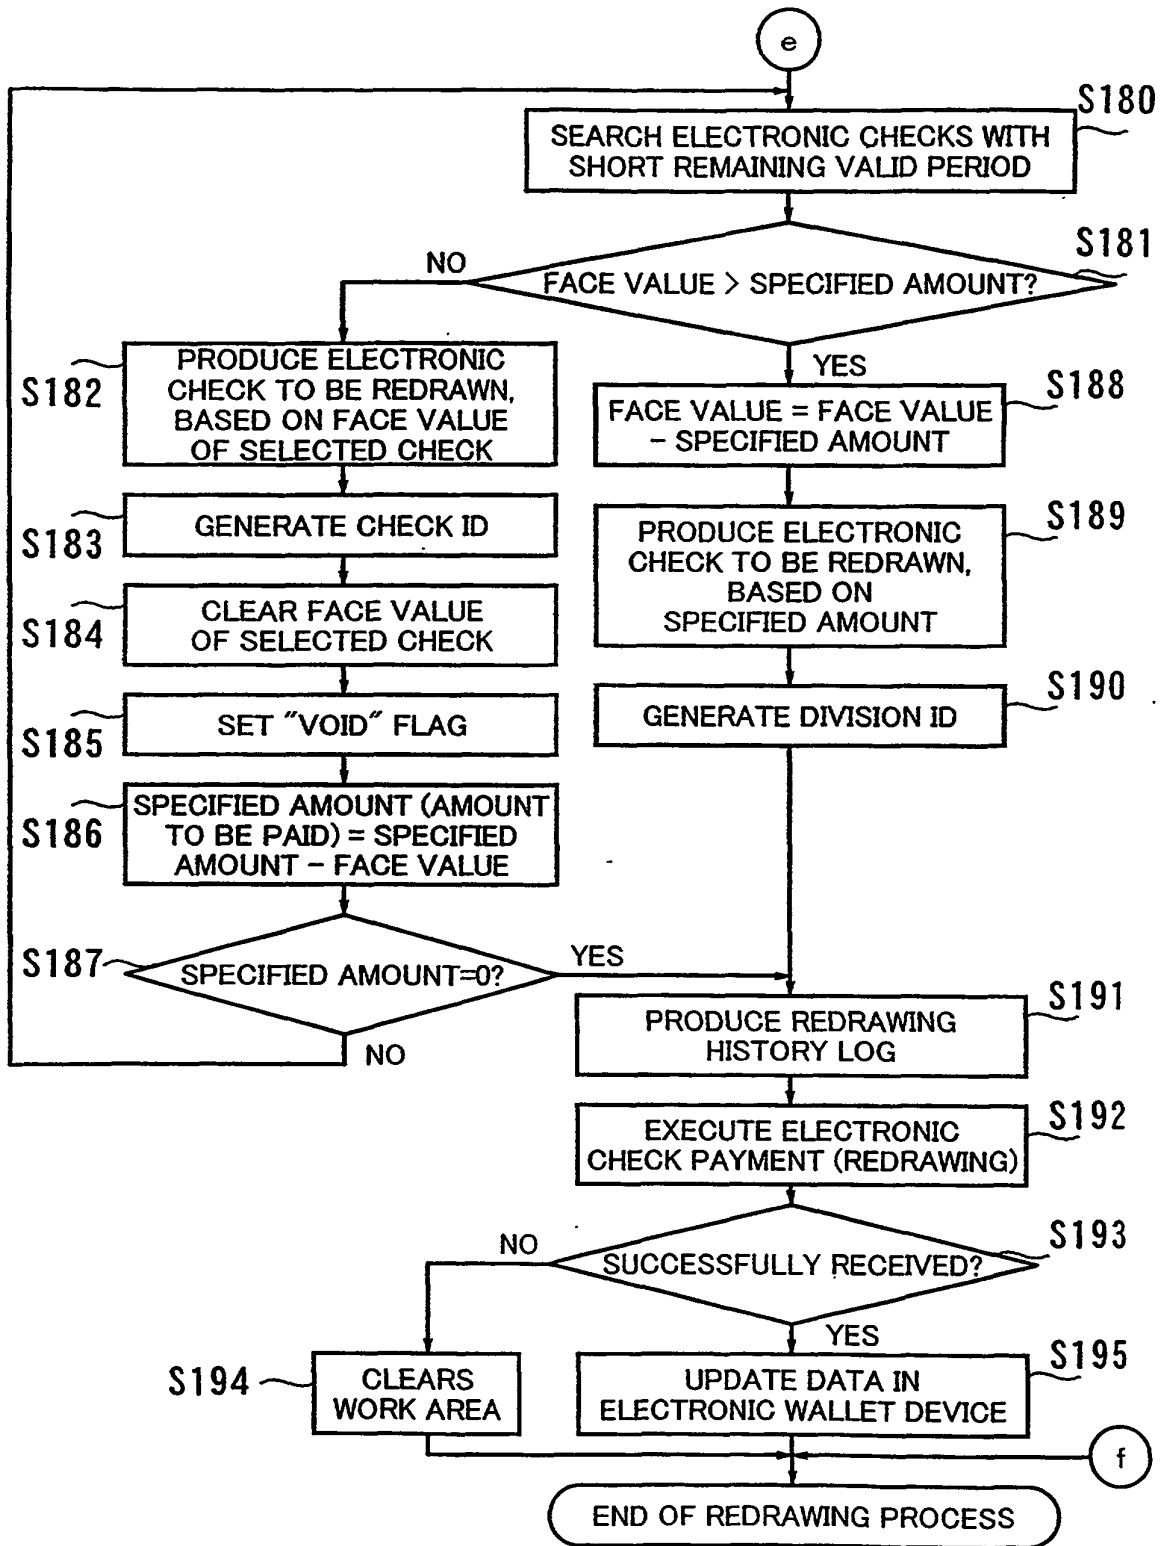 e
S180
SEARCH ELECTRONIC CHECKS WITH
SHORT REMAINING VALID PERIOD
S181
NO
FACE VALUE > SPECIFIED AMOUNT?
YES
S182
PRODUCE ELECTRONIC
CHECK TO BE REDRAWN,
BASED ON FACE VALUE
OF SELECTED CHECK
S188
FACE VALUE = FACE VALUE
- SPECIFIED AMOUNT
S183
GENERATE CHECK ID
S189
PRODUCE ELECTRONIC
CHECK TO BE REDRAWN,
BASED ON
SPECIFIED AMOUNT
S184
CLEAR FACE VALUE
OF SELECTED CHECK
S190
GENERATE DIVISION ID
S185
SET "VOID" FLAG
S186
SPECIFIED AMOUNT (AMOUNT
TO BE PAID) = SPECIFIED
AMOUNT - FACE VALUE
S187
SPECIFIED AMOUNT=0?
YES
NO
S191
PRODUCE REDRAWING
HISTORY LOG
S192
EXECUTE ELECTRONIC
CHECK PAYMENT (REDRAWING)
S193
NO
SUCCESSFULLY RECEIVED?
YES
S194
CLEARS
WORK AREA
S195
UPDATE DATA IN
ELECTRONIC WALLET DEVICE
f
END OF REDRAWING PROCESS